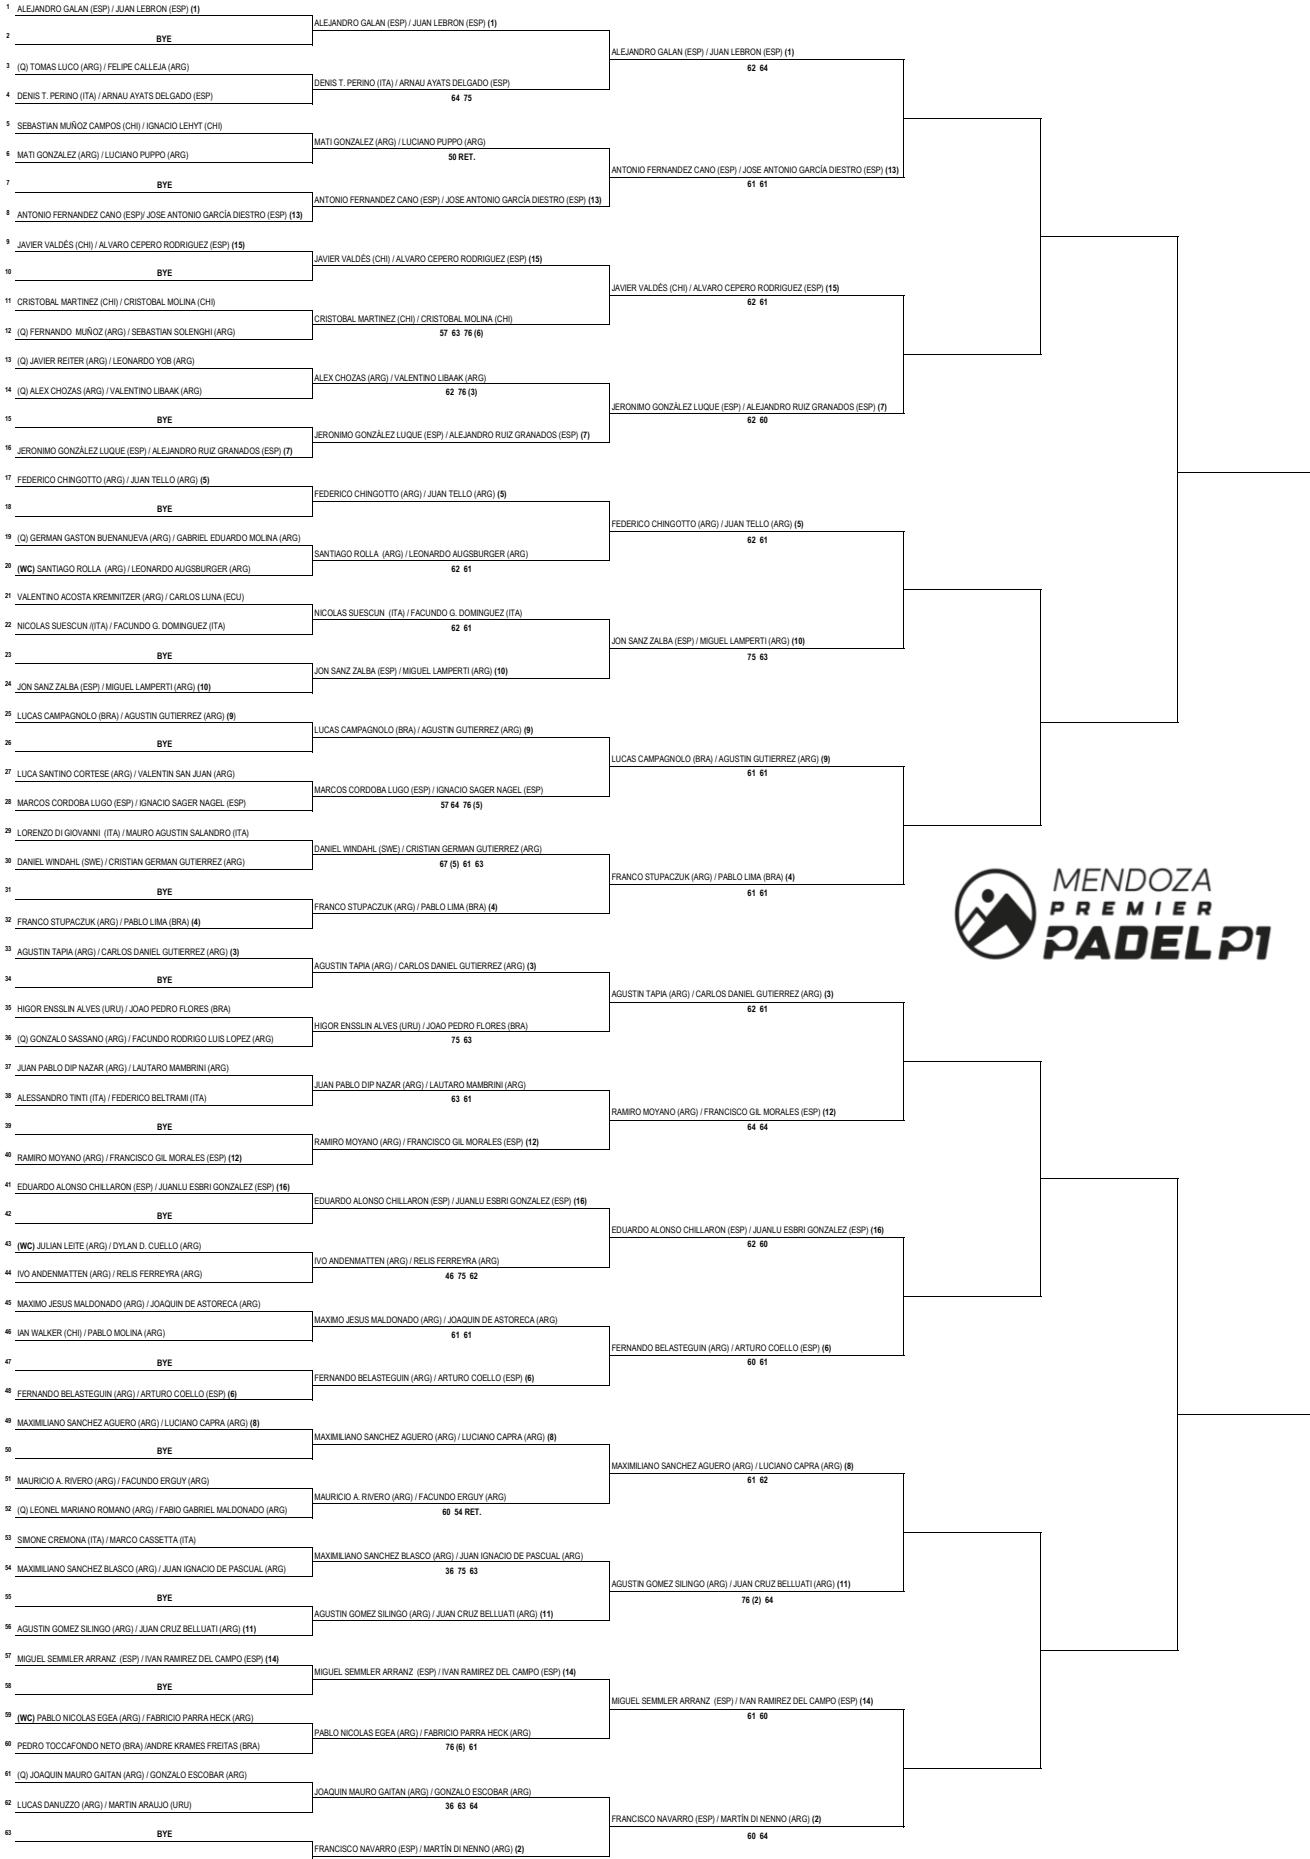 1 ALEJANDRO GALAN (ESP) / JUAN LEBRON (ESP) (1)
ALEJANDRO GALAN (ESP) / JUAN LEBRON (ESP) (1)
2 BYE
ALEJANDRO GALAN (ESP) / JUAN LEBRON (ESP) (1)
62 64
3 (Q) TOMAS LUCO (ARG) / FELIPE CALLEJA (ARG)
DENIS T. PERINO (ITA) / ARNAU AYATS DELGADO (ESP)
4 DENIS T. PERINO (ITA) / ARNAU AYATS DELGADO (ESP)
64 75
5 SEBASTIAN MUÑOZ CAMPOS (CHI) / IGNACIO LEHYT (CHI)
MATI GONZALEZ (ARG) / LUCIANO PUPPO (ARG)
6 MATI GONZALEZ (ARG) / LUCIANO PUPPO (ARG)
50 RET.
ANTONIO FERNANDEZ CANO (ESP) / JOSE ANTONIO GARCÍA DIESTRO (ESP) (13)
61 61
7 BYE
ANTONIO FERNANDEZ CANO (ESP) / JOSE ANTONIO GARCÍA DIESTRO (ESP) (13)
8 ANTONIO FERNANDEZ CANO (ESP)/ JOSE ANTONIO GARCÍA DIESTRO (ESP) (13)
9 JAVIER VALDÉS (CHI) / ALVARO CEPERO RODRIGUEZ (ESP) (15)
JAVIER VALDÉS (CHI) / ALVARO CEPERO RODRIGUEZ (ESP) (15)
10 BYE
JAVIER VALDÉS (CHI) / ALVARO CEPERO RODRIGUEZ (ESP) (15)
62 61
11 CRISTOBAL MARTINEZ (CHI) / CRISTOBAL MOLINA (CHI)
CRISTOBAL MARTINEZ (CHI) / CRISTOBAL MOLINA (CHI)
12 (Q) FERNANDO MUÑOZ (ARG) / SEBASTIAN SOLENGHI (ARG)
57 63 76 (6)
13 (Q) JAVIER REITER (ARG) / LEONARDO YOB (ARG)
ALEX CHOZAS (ARG) / VALENTINO LIBAAK (ARG)
14 (Q) ALEX CHOZAS (ARG) / VALENTINO LIBAAK (ARG)
62 76 (3)
JERONIMO GONZÁLEZ LUQUE (ESP) / ALEJANDRO RUIZ GRANADOS (ESP) (7)
15 BYE
62 60
JERONIMO GONZÁLEZ LUQUE (ESP) / ALEJANDRO RUIZ GRANADOS (ESP) (7)
16 JERONIMO GONZÁLEZ LUQUE (ESP) / ALEJANDRO RUIZ GRANADOS (ESP) (7)
17 FEDERICO CHINGOTTO (ARG) / JUAN TELLO (ARG) (5)
FEDERICO CHINGOTTO (ARG) / JUAN TELLO (ARG) (5)
18 BYE
FEDERICO CHINGOTTO (ARG) / JUAN TELLO (ARG) (5)
62 61
19 (Q) GERMAN GASTON BUENANUEVA (ARG) / GABRIEL EDUARDO MOLINA (ARG)
SANTIAGO ROLLA (ARG) / LEONARDO AUGSBURGER (ARG)
20 (WC) SANTIAGO ROLLA (ARG) / LEONARDO AUGSBURGER (ARG)
62 61
21 VALENTINO ACOSTA KREMNITZER (ARG) / CARLOS LUNA (ECU)
NICOLAS SUESCUN (ITA) / FACUNDO G. DOMINGUEZ (ITA)
22 NICOLAS SUESCUN /(ITA) / FACUNDO G. DOMINGUEZ (ITA)
62 61
JON SANZ ZALBA (ESP) / MIGUEL LAMPERTI (ARG) (10)
23 BYE
75 63
JON SANZ ZALBA (ESP) / MIGUEL LAMPERTI (ARG) (10)
24 JON SANZ ZALBA (ESP) / MIGUEL LAMPERTI (ARG) (10)
25 LUCAS CAMPAGNOLO (BRA) / AGUSTIN GUTIERREZ (ARG) (9)
LUCAS CAMPAGNOLO (BRA) / AGUSTIN GUTIERREZ (ARG) (9)
26 BYE
LUCAS CAMPAGNOLO (BRA) / AGUSTIN GUTIERREZ (ARG) (9)
61 61
27 LUCA SANTINO CORTESE (ARG) / VALENTIN SAN JUAN (ARG)
MARCOS CORDOBA LUGO (ESP) / IGNACIO SAGER NAGEL (ESP)
28 MARCOS CORDOBA LUGO (ESP) / IGNACIO SAGER NAGEL (ESP)
57 64 76 (5)
29 LORENZO DI GIOVANNI (ITA) / MAURO AGUSTIN SALANDRO (ITA)
DANIEL WINDAHL (SWE) / CRISTIAN GERMAN GUTIERREZ (ARG)
30 DANIEL WINDAHL (SWE) / CRISTIAN GERMAN GUTIERREZ (ARG)
67 (5) 61 63
FRANCO STUPACZUK (ARG) / PABLO LIMA (BRA) (4)
31 BYE
61 61
FRANCO STUPACZUK (ARG) / PABLO LIMA (BRA) (4)
32 FRANCO STUPACZUK (ARG) / PABLO LIMA (BRA) (4)
MENDOZA
PREMIER
PADEL P1
33 AGUSTIN TAPIA (ARG) / CARLOS DANIEL GUTIERREZ (ARG) (3)
AGUSTIN TAPIA (ARG) / CARLOS DANIEL GUTIERREZ (ARG) (3)
34 BYE
AGUSTIN TAPIA (ARG) / CARLOS DANIEL GUTIERREZ (ARG) (3)
62 61
35 HIGOR ENSSLIN ALVES (URU) / JOAO PEDRO FLORES (BRA)
HIGOR ENSSLIN ALVES (URU) / JOAO PEDRO FLORES (BRA)
36 (Q) GONZALO SASSANO (ARG) / FACUNDO RODRIGO LUIS LOPEZ (ARG)
75 63
37 JUAN PABLO DIP NAZAR (ARG) / LAUTARO MAMBRINI (ARG)
JUAN PABLO DIP NAZAR (ARG) / LAUTARO MAMBRINI (ARG)
38 ALESSANDRO TINTI (ITA) / FEDERICO BELTRAMI (ITA)
63 61
RAMIRO MOYANO (ARG) / FRANCISCO GIL MORALES (ESP) (12)
39 BYE
64 64
RAMIRO MOYANO (ARG) / FRANCISCO GIL MORALES (ESP) (12)
40 RAMIRO MOYANO (ARG) / FRANCISCO GIL MORALES (ESP) (12)
41 EDUARDO ALONSO CHILLARON (ESP) / JUANLU ESBRI GONZALEZ (ESP) (16)
EDUARDO ALONSO CHILLARON (ESP) / JUANLU ESBRI GONZALEZ (ESP) (16)
42 BYE
EDUARDO ALONSO CHILLARON (ESP) / JUANLU ESBRI GONZALEZ (ESP) (16)
62 60
43 (WC) JULIAN LEITE (ARG) / DYLAN D. CUELLO (ARG)
IVO ANDENMATTEN (ARG) / RELIS FERREYRA (ARG)
44 IVO ANDENMATTEN (ARG) / RELIS FERREYRA (ARG)
46 75 62
45 MAXIMO JESUS MALDONADO (ARG) / JOAQUIN DE ASTORECA (ARG)
MAXIMO JESUS MALDONADO (ARG) / JOAQUIN DE ASTORECA (ARG)
46 IAN WALKER (CHI) / PABLO MOLINA (ARG)
61 61
FERNANDO BELASTEGUIN (ARG) / ARTURO COELLO (ESP) (6)
47 BYE
60 61
FERNANDO BELASTEGUIN (ARG) / ARTURO COELLO (ESP) (6)
48 FERNANDO BELASTEGUIN (ARG) / ARTURO COELLO (ESP) (6)
49 MAXIMILIANO SANCHEZ AGUERO (ARG) / LUCIANO CAPRA (ARG) (8)
MAXIMILIANO SANCHEZ AGUERO (ARG) / LUCIANO CAPRA (ARG) (8)
50 BYE
MAXIMILIANO SANCHEZ AGUERO (ARG) / LUCIANO CAPRA (ARG) (8)
61 62
51 MAURICIO A. RIVERO (ARG) / FACUNDO ERGUY (ARG)
MAURICIO A. RIVERO (ARG) / FACUNDO ERGUY (ARG)
52 (Q) LEONEL MARIANO ROMANO (ARG) / FABIO GABRIEL MALDONADO (ARG)
60 54 RET.
53 SIMONE CREMONA (ITA) / MARCO CASSETTA (ITA)
MAXIMILIANO SANCHEZ BLASCO (ARG) / JUAN IGNACIO DE PASCUAL (ARG)
54 MAXIMILIANO SANCHEZ BLASCO (ARG) / JUAN IGNACIO DE PASCUAL (ARG)
36 75 63
AGUSTIN GOMEZ SILINGO (ARG) / JUAN CRUZ BELLUATI (ARG) (11)
55 BYE
76 (2) 64
AGUSTIN GOMEZ SILINGO (ARG) / JUAN CRUZ BELLUATI (ARG) (11)
56 AGUSTIN GOMEZ SILINGO (ARG) / JUAN CRUZ BELLUATI (ARG) (11)
57 MIGUEL SEMMLER ARRANZ (ESP) / IVAN RAMIREZ DEL CAMPO (ESP) (14)
MIGUEL SEMMLER ARRANZ (ESP) / IVAN RAMIREZ DEL CAMPO (ESP) (14)
58 BYE
MIGUEL SEMMLER ARRANZ (ESP) / IVAN RAMIREZ DEL CAMPO (ESP) (14)
61 60
59 (WC) PABLO NICOLAS EGEA (ARG) / FABRICIO PARRA HECK (ARG)
PABLO NICOLAS EGEA (ARG) / FABRICIO PARRA HECK (ARG)
60 PEDRO TOCCAFONDO NETO (BRA) /ANDRE KRAMES FREITAS (BRA)
76 (6) 61
61 (Q) JOAQUIN MAURO GAITAN (ARG) / GONZALO ESCOBAR (ARG)
JOAQUIN MAURO GAITAN (ARG) / GONZALO ESCOBAR (ARG)
62 LUCAS DANUZZO (ARG) / MARTIN ARAUJO (URU)
36 63 64
FRANCISCO NAVARRO (ESP) / MARTÍN DI NENNO (ARG) (2)
63 BYE
60 64
FRANCISCO NAVARRO (ESP) / MARTÍN DI NENNO (ARG) (2)